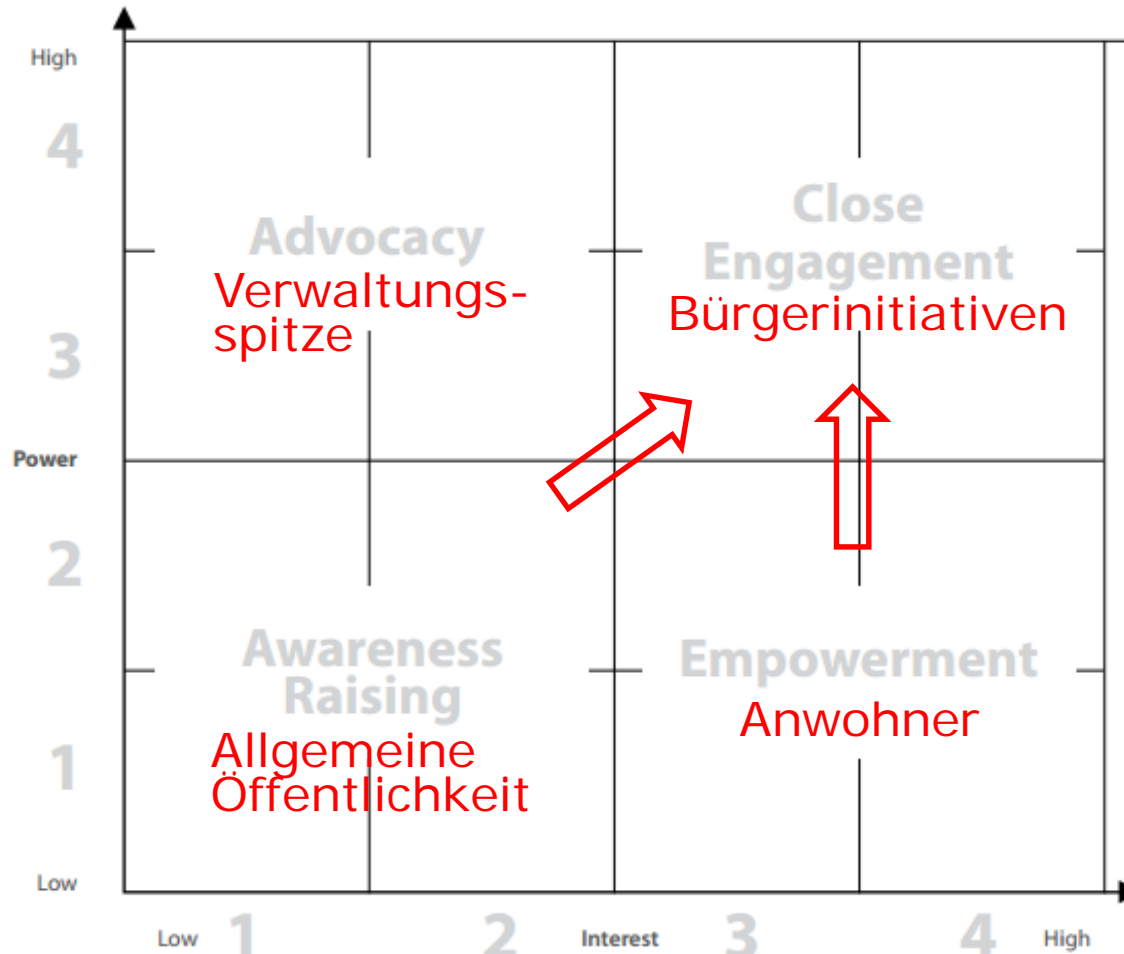 High
4
Advocacy
Verwaltungs-
spitze
Close
Engagement
Bürgerinitiativen
3
Power
2
Awareness
Raising
Allgemeine
Öffentlichkeit
Empowerment
Anwohner
1
Low
Low 1 2 Interest 3 4 High